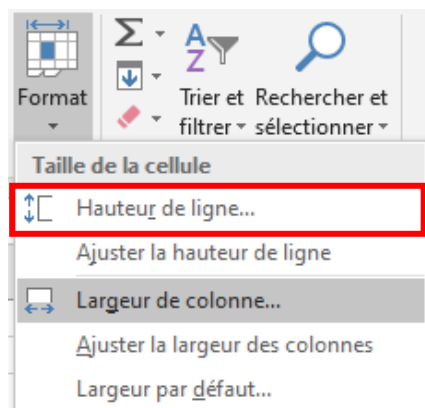 Format
Trier et Rechercher et
filtrer sélectionner
Taille de la cellule
Hauteur de ligne...
Ajuster la hauteur de ligne
Largeur de colonne...
Ajuster la largeur des colonnes
Largeur par défaut...